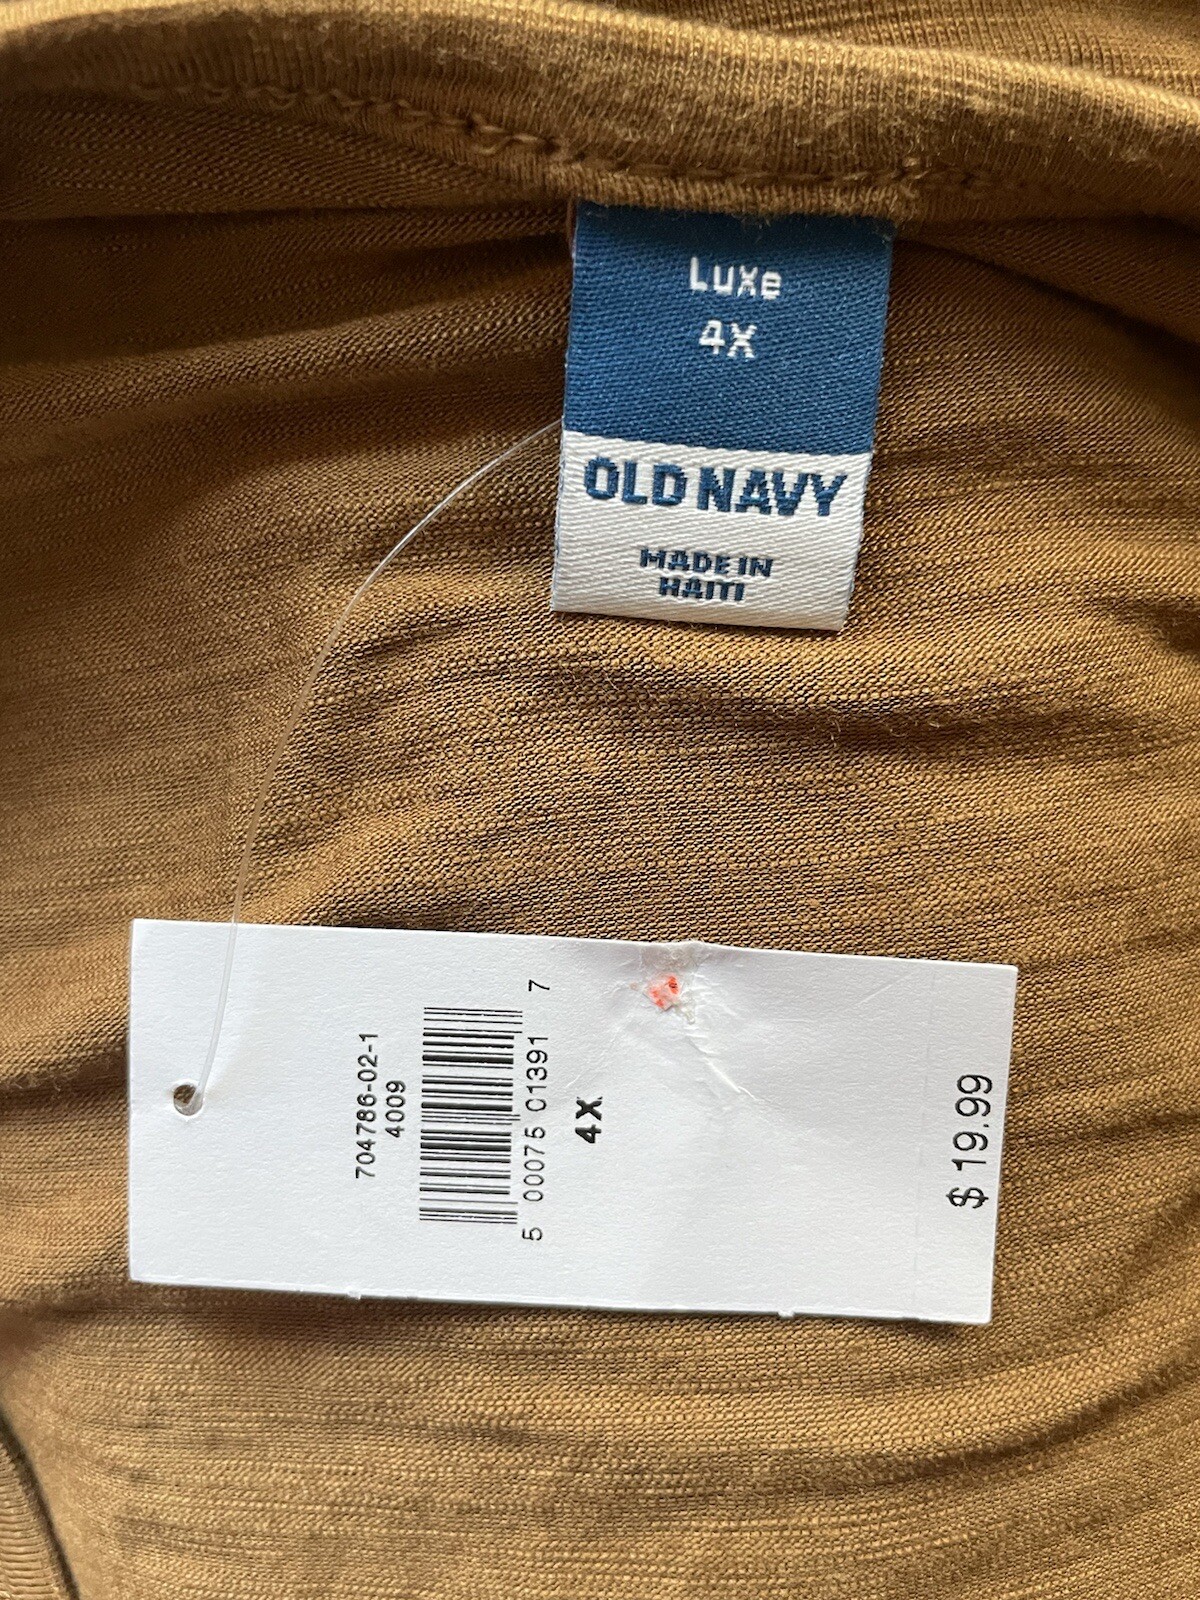 Luxe
4X
OLD NAVY
MADE IN
HAITI
704786-02-1
4009
5 00075 01391 7
4X
$ 19.99